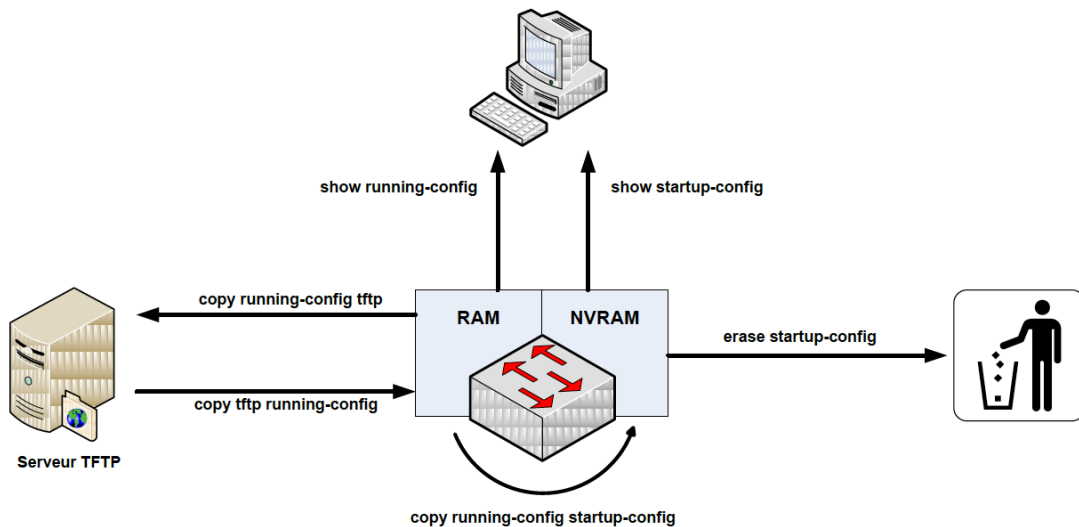 show running-config
show startup-config
copy running-config tftp
RAM
NVRAM
erase startup-config
copy tftp running-config
Serveur TFTP
copy running-config startup-config